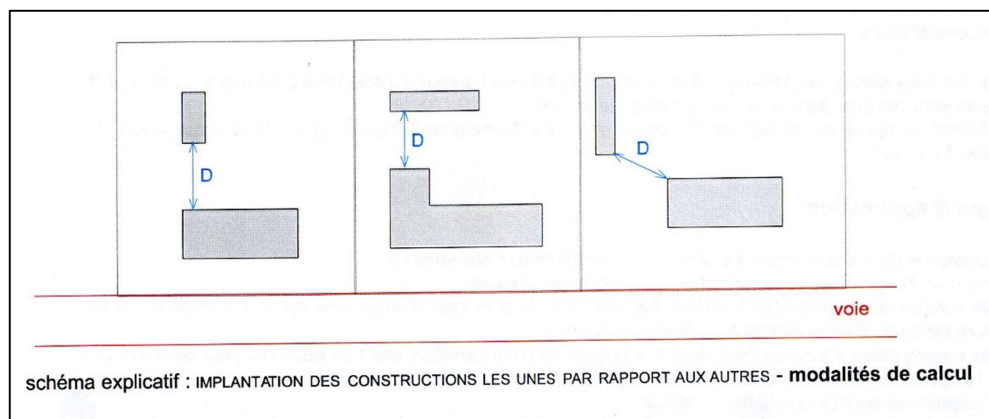 D
D
D
voie
schéma explicatif : IMPLANTATION DES CONSTRUCTIONS LES UNES PAR RAPPORT AUX AUTRES - modalités de calcul